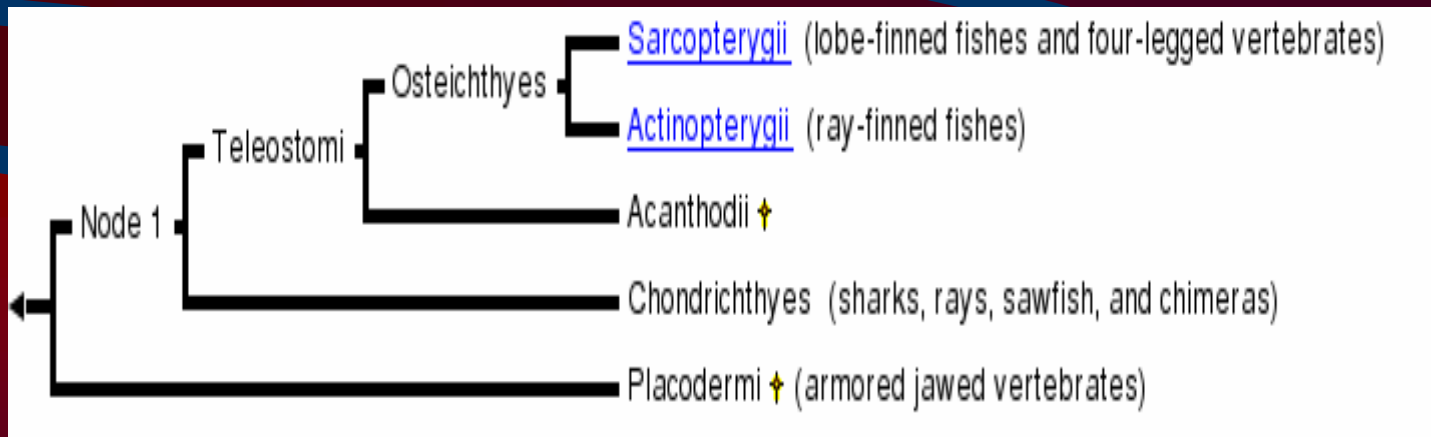 Sarcopterygii (lobe-finned fishes and four-legged vertebrates)
Osteichthyes
Actinopterygii (ray-finned fishes)
Teleostomi
Acanthodii †
Node 1
Chondrichthyes (sharks, rays, sawfish, and chimeras)
Placodermi † (armored jawed vertebrates)